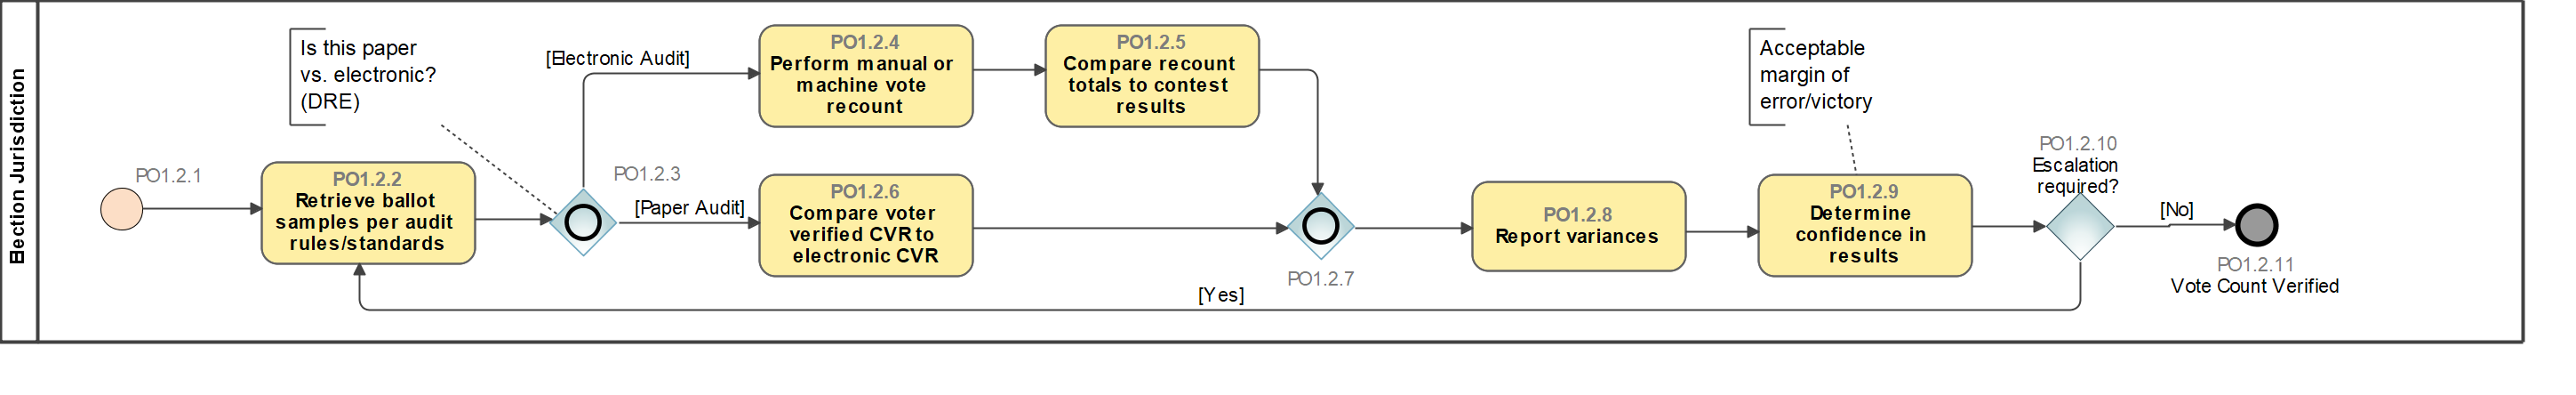 Election Jurisdiction
PO1.2.1
PO1.2.2
Retrieve ballot
samples per audit
rules/standards
Is this paper
vs. electronic?
(DRE)
PO1.2.3
[Electronic Audit]
[Paper Audit]
PO1.2.4
Perform manual or
machine vote
recount
PO1.2.5
Compare recount
totals to contest
results
PO1.2.6
Compare voter
verified CVR to
electronic CVR
PO1.2.7
PO1.2.8
Report variances
Acceptable
margin of
error/victory
PO1.2.9
Determine
confidence in
results
PO1.2.10
Escalation
required?
[No]
[Yes]
PO1.2.11
Vote Count Verified